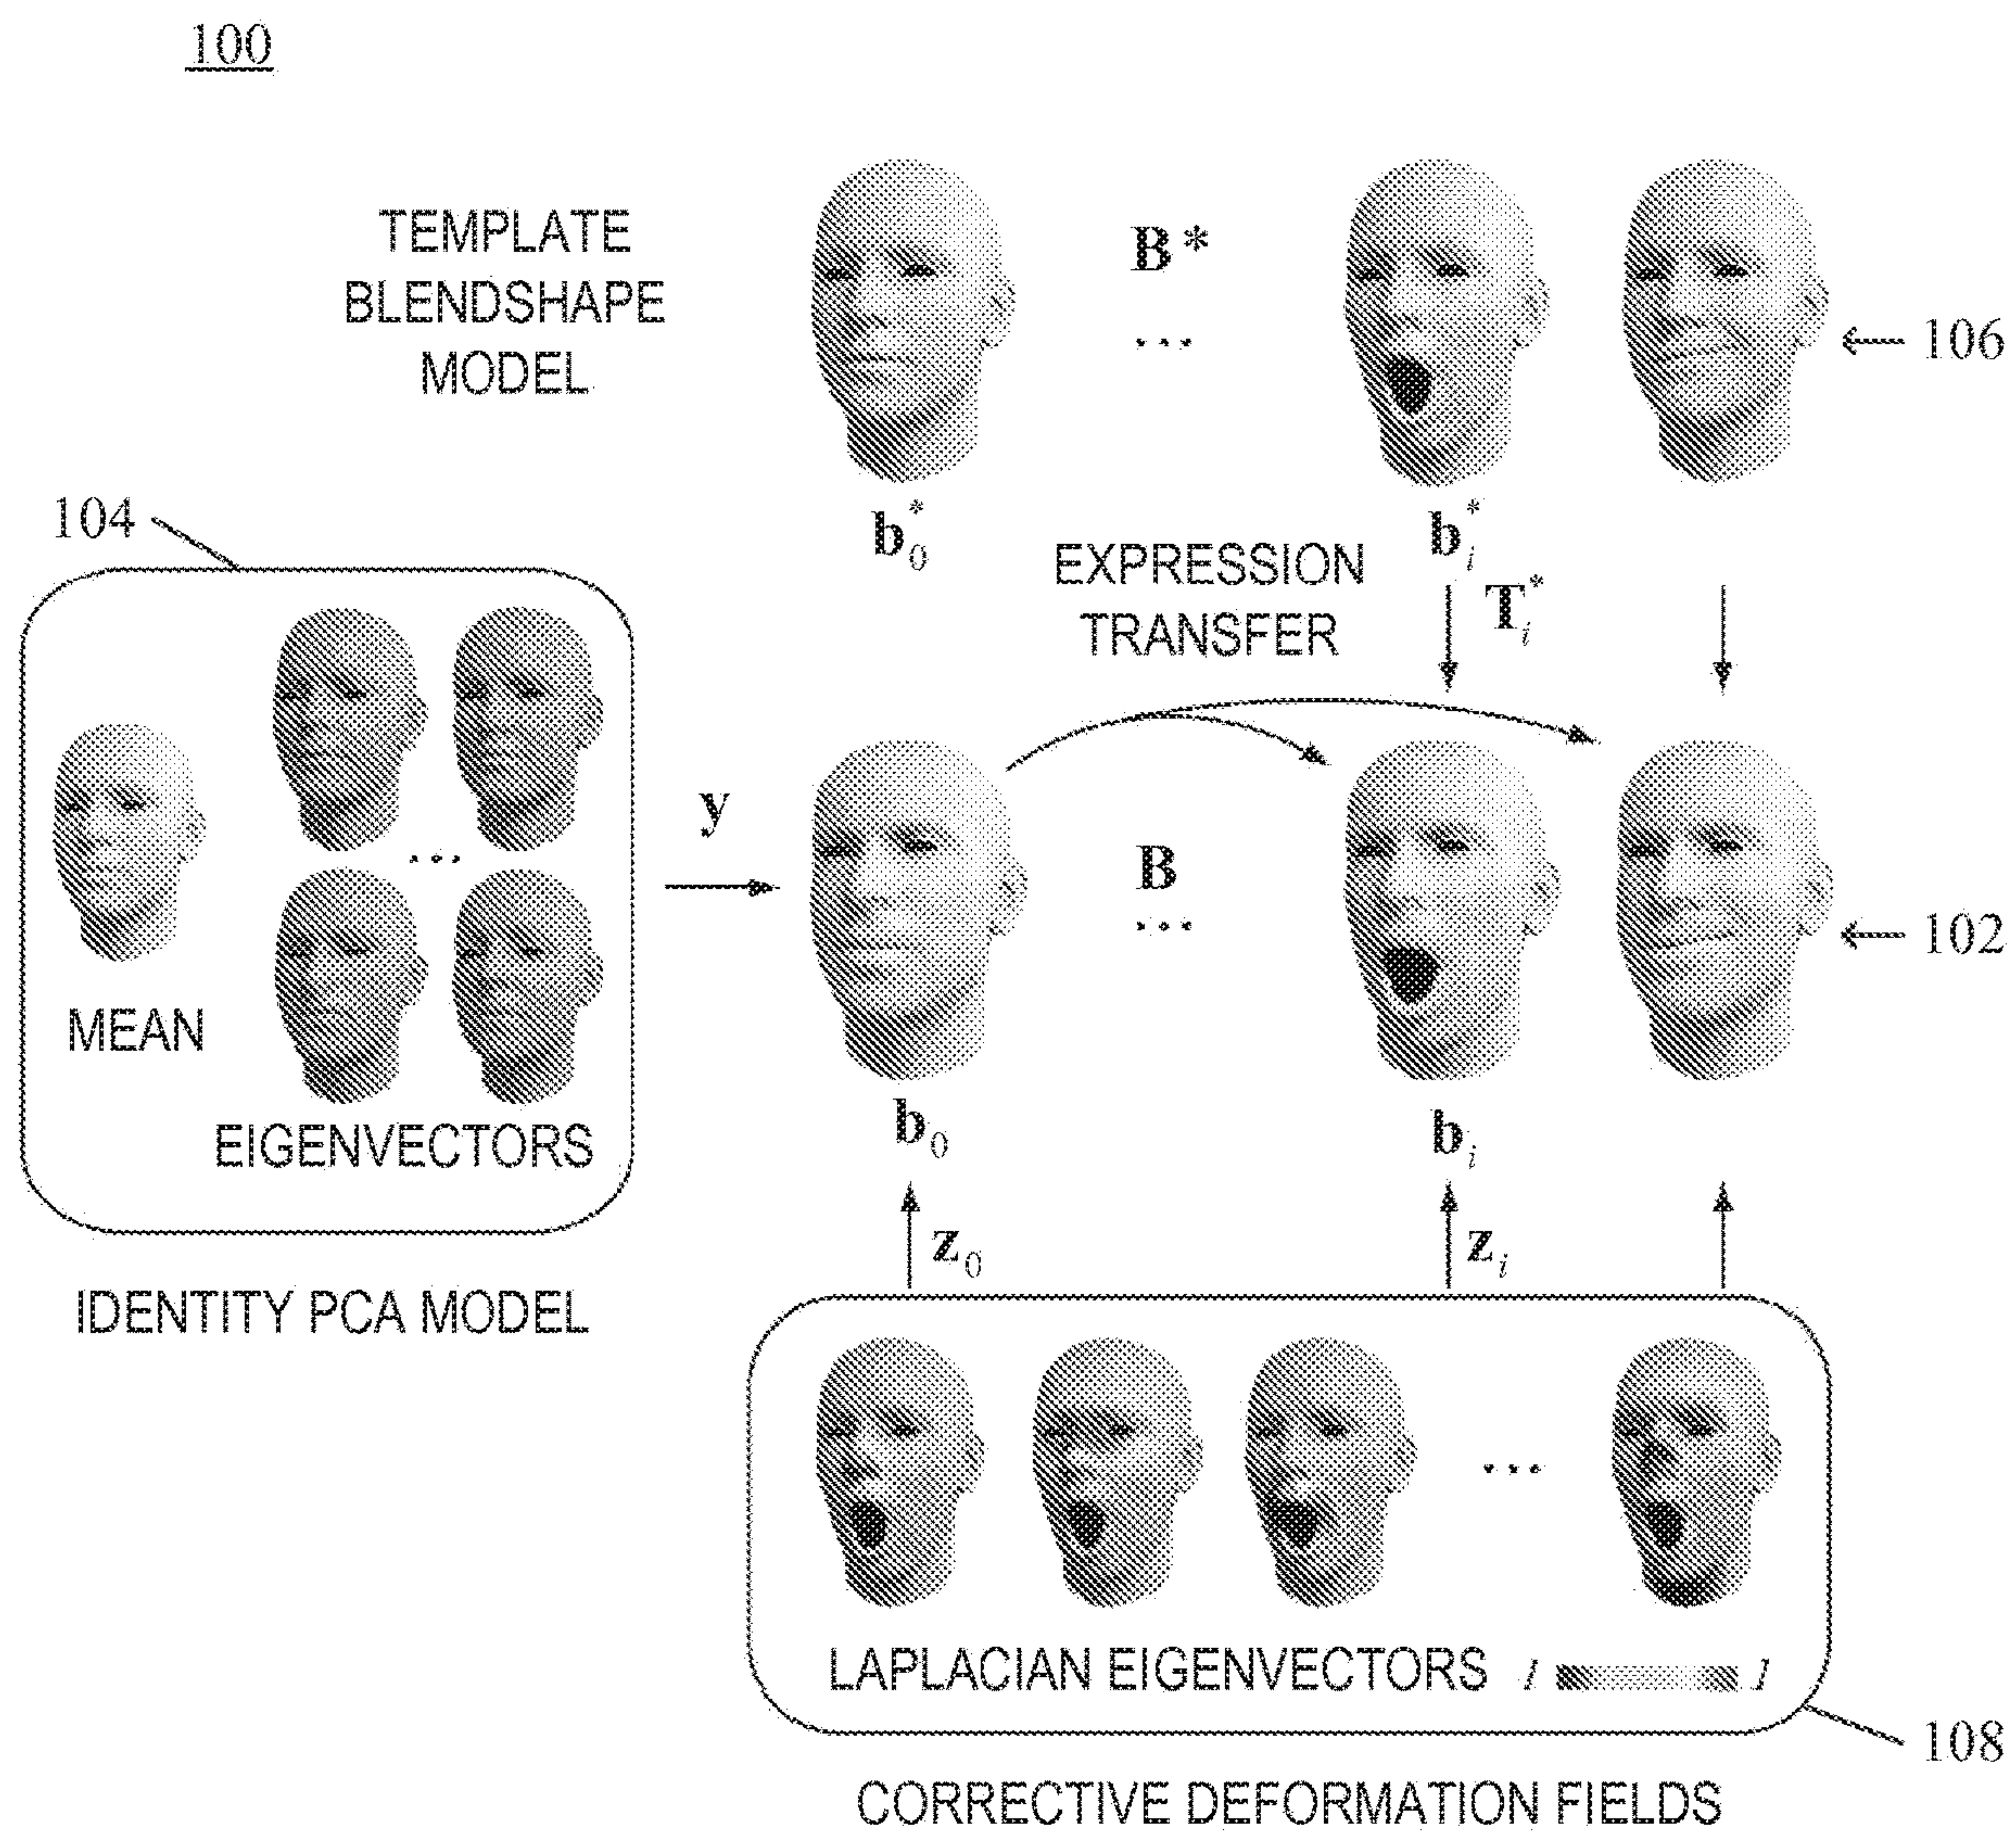 100
TEMPLATE
BLENDSHAPE
MODEL
B*
...
106
b*0
b*i
104
EXPRESSION
TRANSFER
T*i
y
...
B
...
102
MEAN
EIGENVECTORS
b0
bi
z0
zi
IDENTITY PCA MODEL
...
LAPLACIAN EIGENVECTORS
108
CORRECTIVE DEFORMATION FIELDS